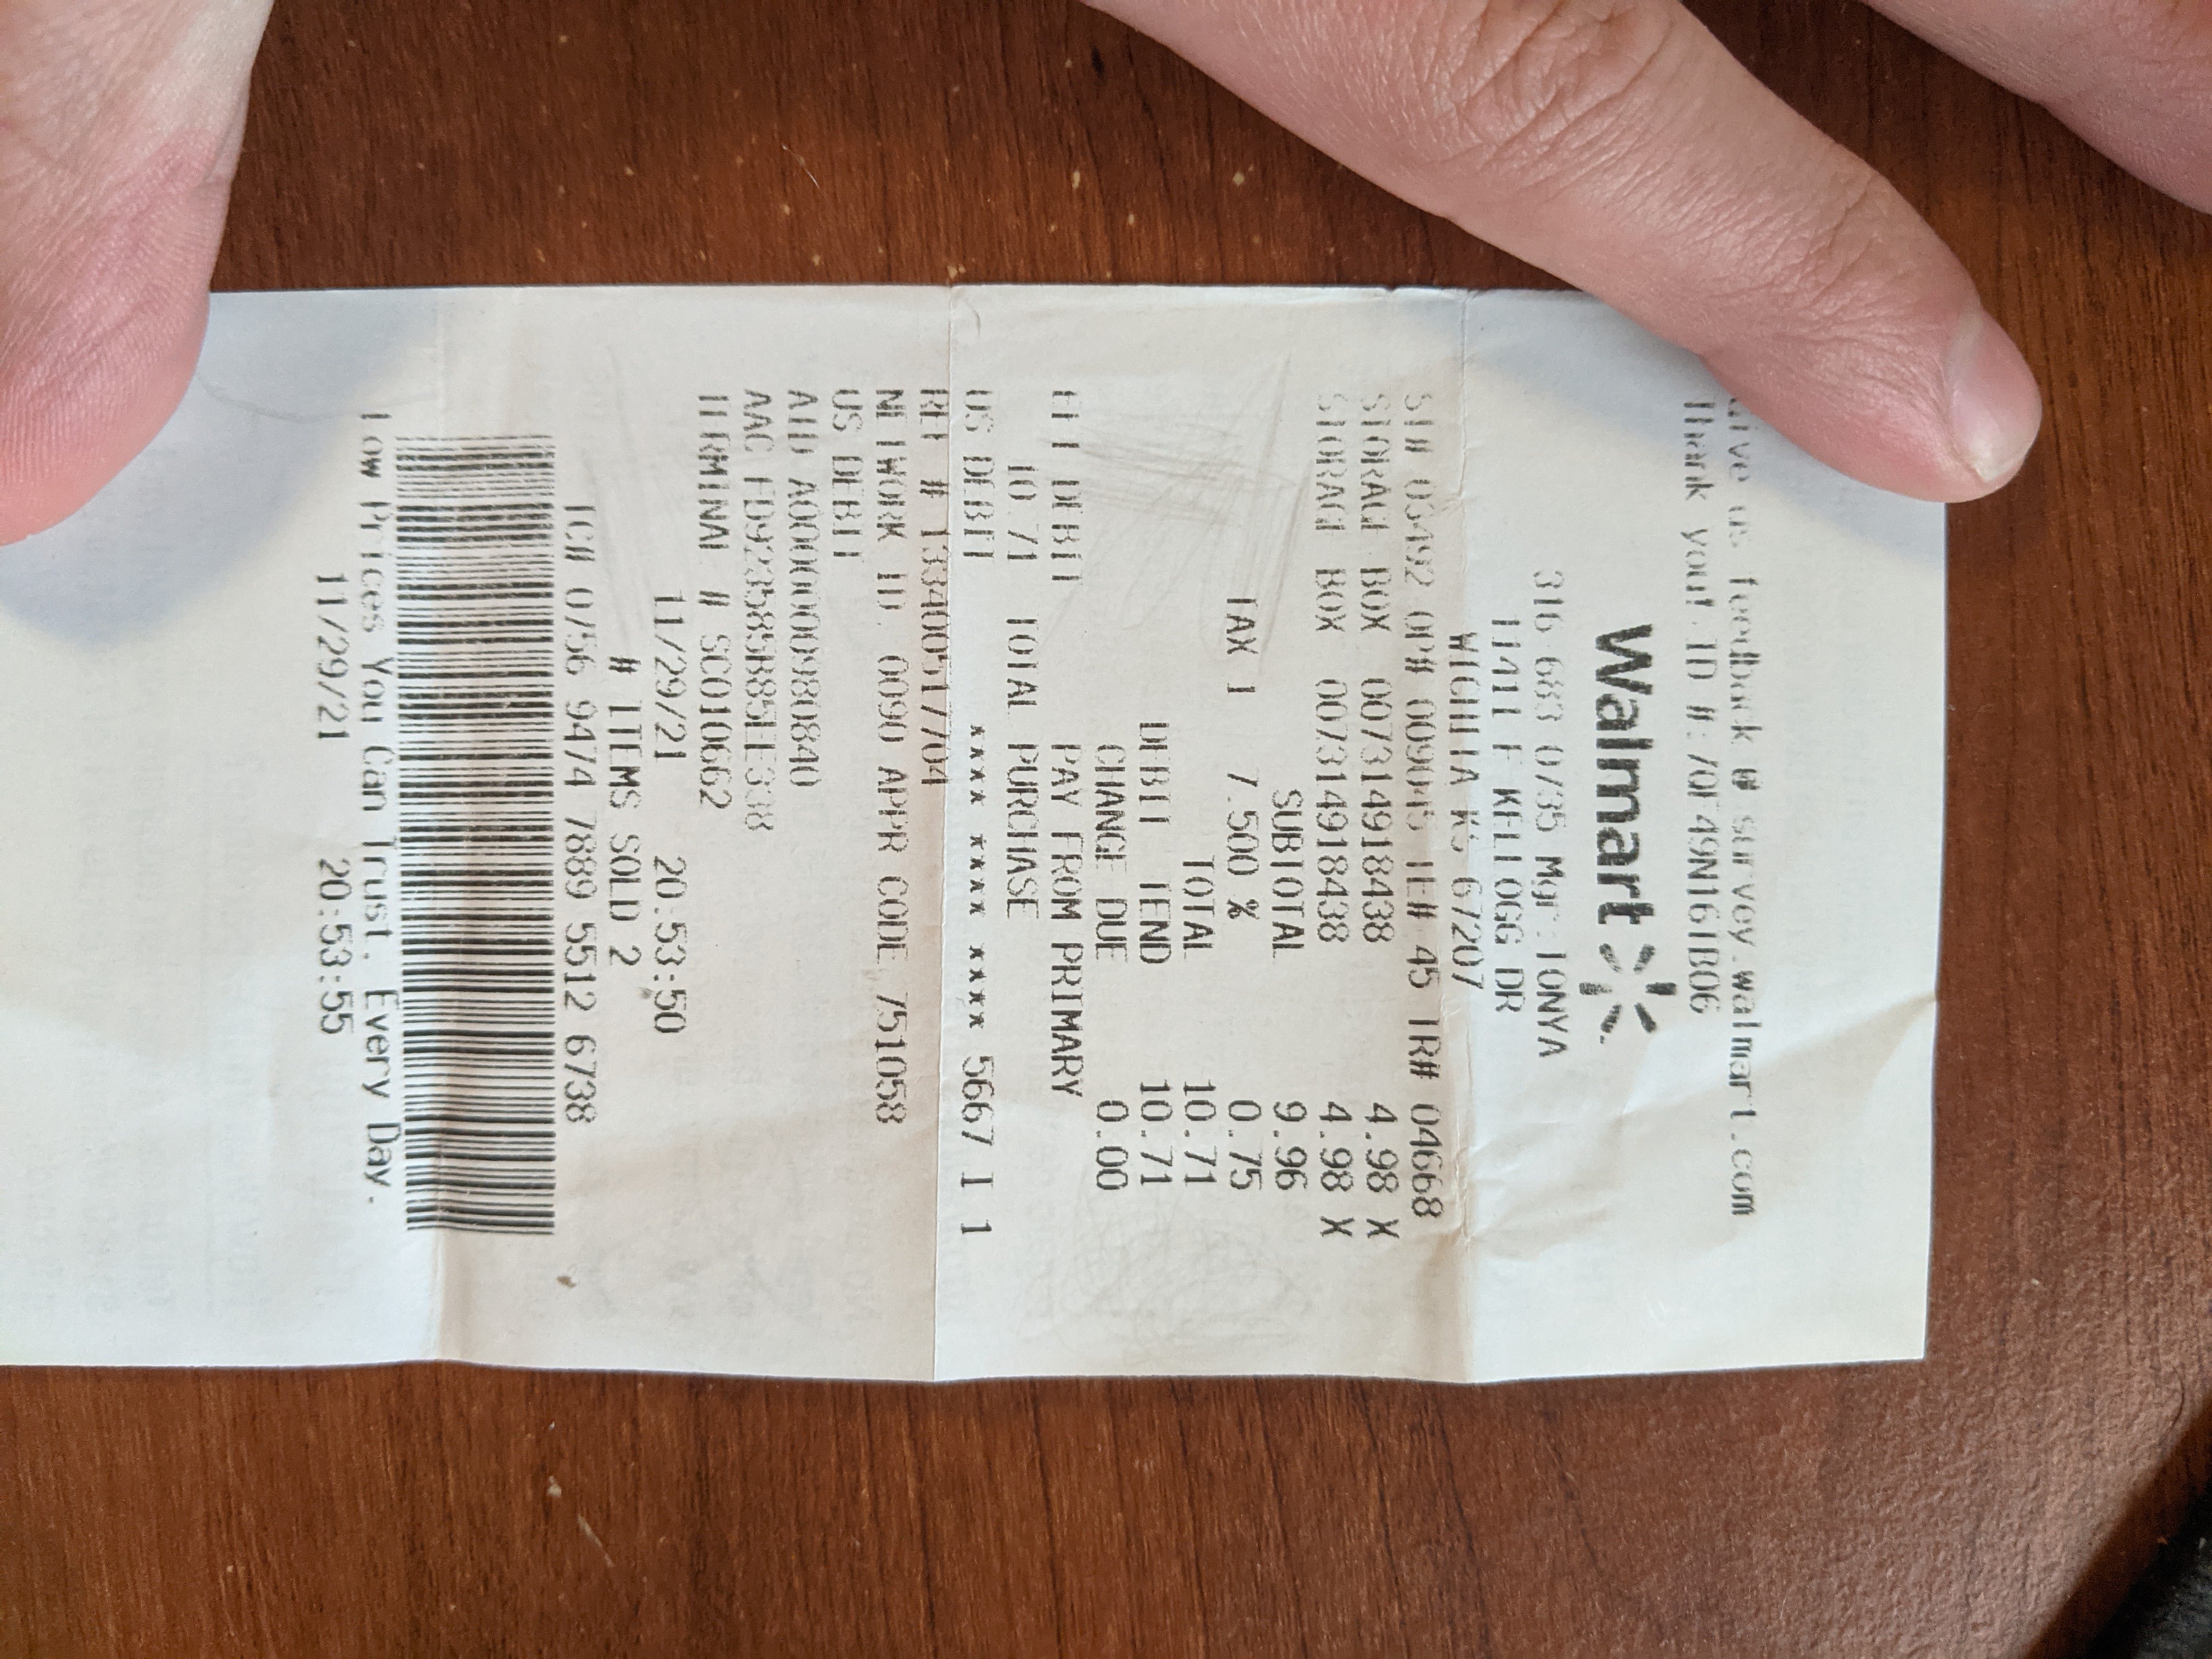 Give us feedback @ survey.walmart.com
Thank you! ID #: 7QF49N16TB06
Walmart
316-683-0735 Mgr:TONYA
11411 E KELLOGG DR
WICHITA KS 67207
ST# 03492 OP# 009045 TE# 45 TR# 04668
STORAGE BOX 007314918438 4.98 X
STORAGE BOX 007314918438 4.98 X
SUBTOTAL 9.96
TAX 1 7.500 % 0.75
TOTAL 10.71
DEBIT TEND 10.71
CHANGE DUE 0.00
EFT DEBIT PAY FROM PRIMARY
10.71 TOTAL PURCHASE
US DEBIT **** **** **** 5667 I 1
REF # 133400517704
NETWORK ID. 0090 APPR CODE 751058
US DEBIT
AID A0000000980840
AAC
TERMINAL # SC010662
11/29/21 20:53:50
# ITEMS SOLD 2
TC# 0756 9474 7889 5512 6738
Low Prices You Can Trust. Every Day.
11/29/21 20:53:55